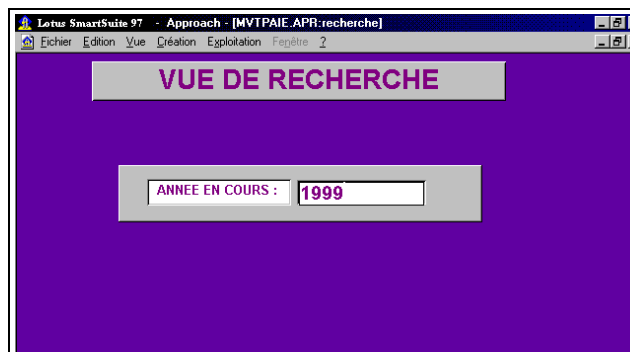 Lotus SmartSuite 97 - Approach - [MVTPAIE.APR:recherche]
Fichier Edition Vue Création Exploitation Fenêtre ?
VUE DE RECHERCHE
ANNEE EN COURS : 1999